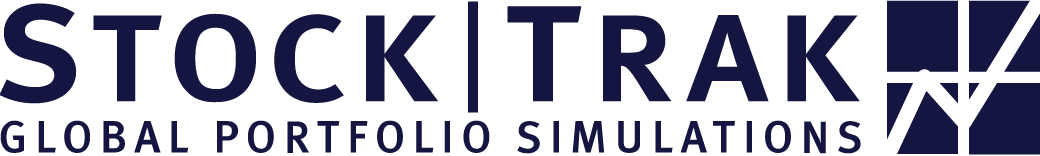 STOCK|TRAK
GLOBAL PORTFOLIO SIMULATIONS